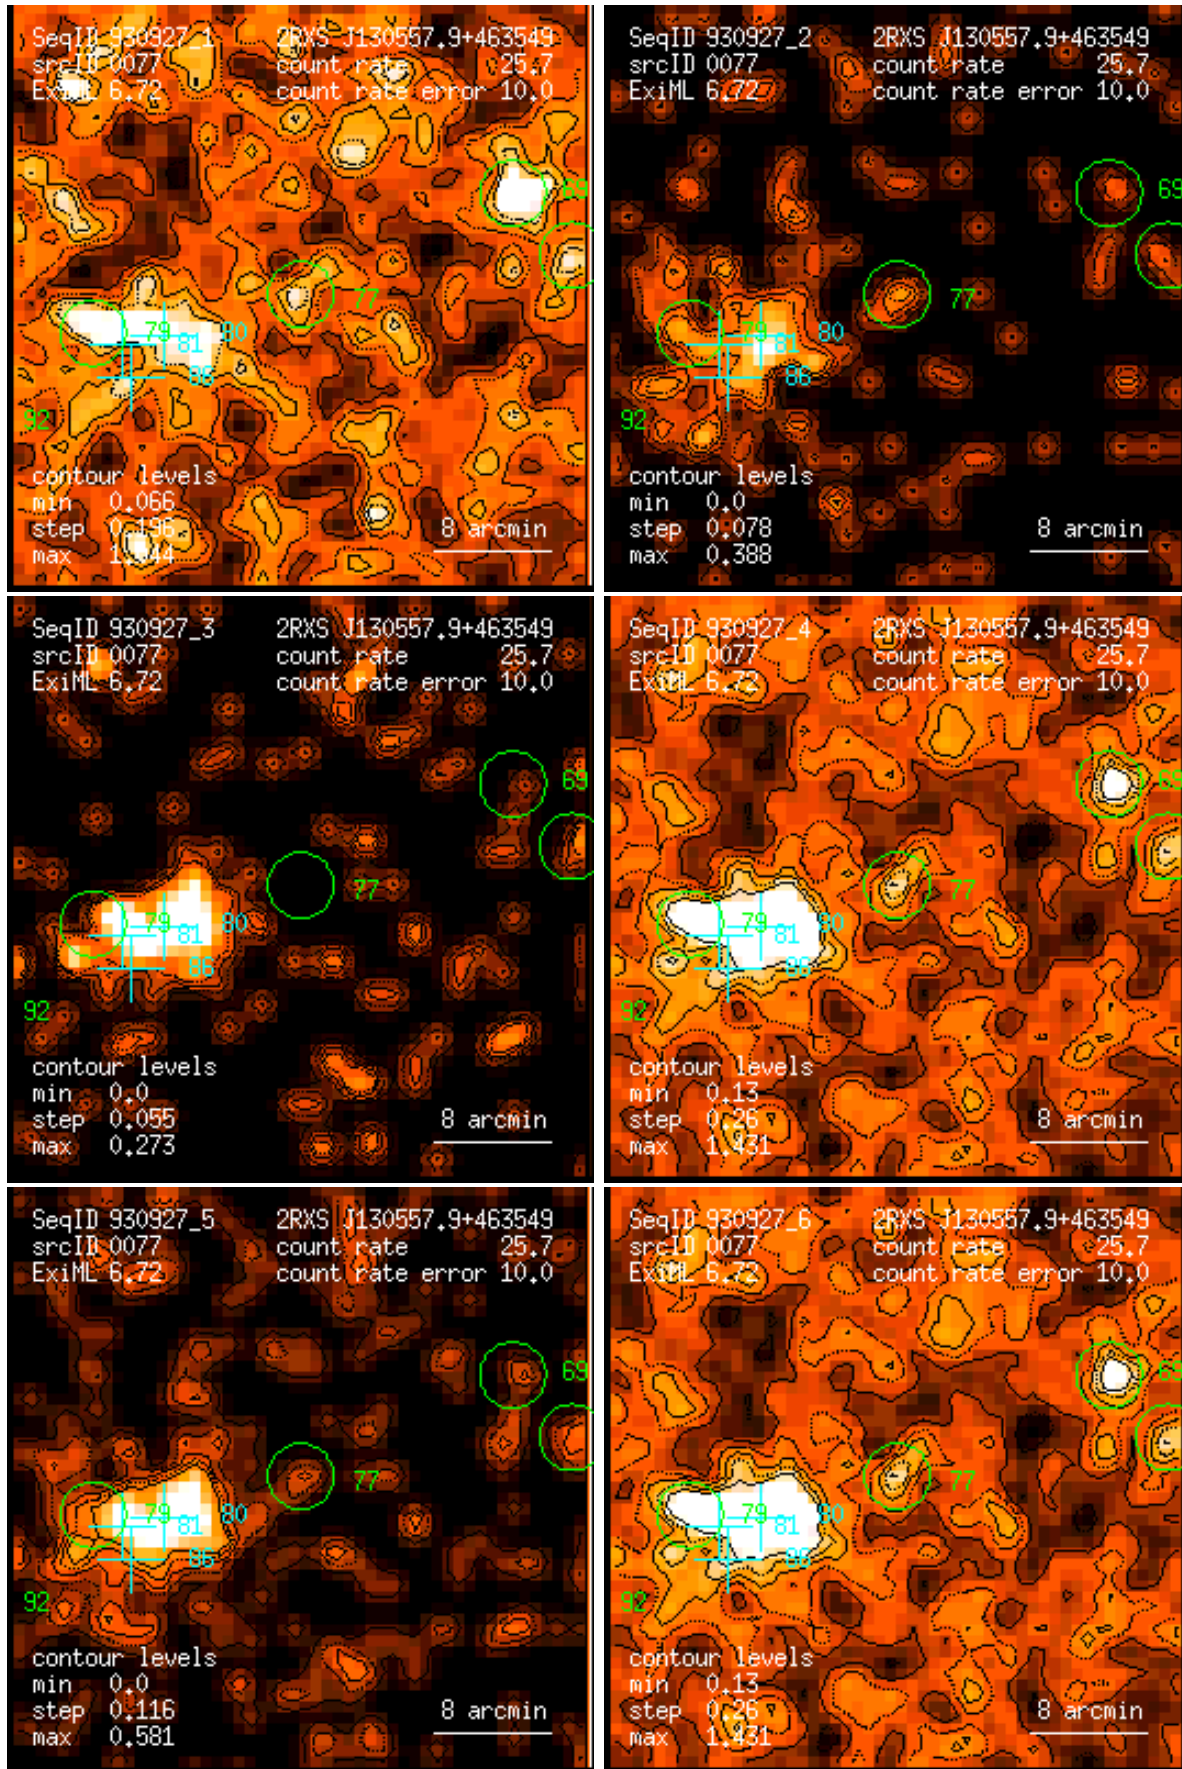 SeqID 930927_1 2RXS J130557.9+463549
srcID 0077 count rate 25.7
ExiML 6.72 count rate error 10.0
69
77
79 80
81
86
92
contour levels
min 0.066
step 0.196
max 1.044
8 arcmin
SeqID 930927_2 2RXS J130557.9+463549
srcID 0077 count rate 25.7
ExiML 6.72 count rate error 10.0
69
77
79 80
81
86
92
contour levels
min 0.0
step 0.078
max 0.388
8 arcmin
SeqID 930927_3 2RXS J130557.9+463549
srcID 0077 count rate 25.7
ExiML 6.72 count rate error 10.0
69
77
79 80
81
86
92
contour levels
min 0.0
step 0.055
max 0.273
8 arcmin
SeqID 930927_4 2RXS J130557.9+463549
srcID 0077 count rate 25.7
ExiML 6.72 count rate error 10.0
69
77
79 80
81
86
92
contour levels
min 0.13
step 0.26
max 1.431
8 arcmin
SeqID 930927_5 2RXS J130557.9+463549
srcID 0077 count rate 25.7
ExiML 6.72 count rate error 10.0
69
77
79 80
81
86
92
contour levels
min 0.0
step 0.116
max 0.581
8 arcmin
SeqID 930927_6 2RXS J130557.9+463549
srcID 0077 count rate 25.7
ExiML 6.72 count rate error 10.0
69
77
79 80
81
86
92
contour levels
min 0.13
step 0.26
max 1.431
8 arcmin